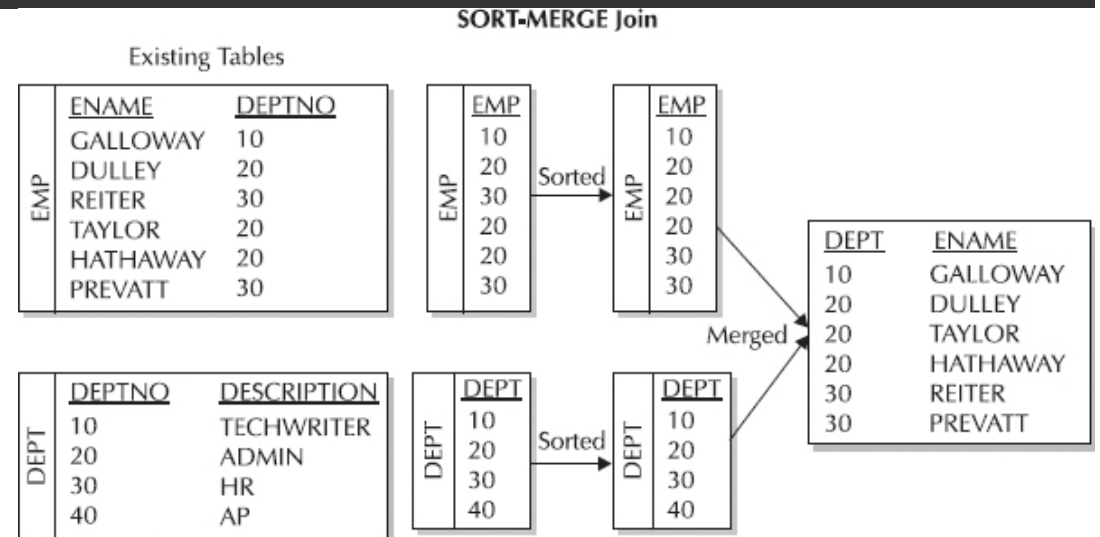 SORT-MERGE Join
Existing Tables
EMP
ENAME DEPTNO
GALLOWAY 10
DULLEY 20
REITER 30
TAYLOR 20
HATHAWAY 20
PREVATT 30
EMP
EMP
10
20
30
20
20
30
Sorted
EMP
EMP
10
20
20
20
30
30
DEPT
DEPTNO DESCRIPTION
10 TECHWRITER
20 ADMIN
30 HR
40 AP
DEPT
DEPT
10
20
30
40
Sorted
DEPT
DEPT
10
20
30
40
Merged
DEPT ENAME
10 GALLOWAY
20 DULLEY
20 TAYLOR
20 HATHAWAY
30 REITER
30 PREVATT